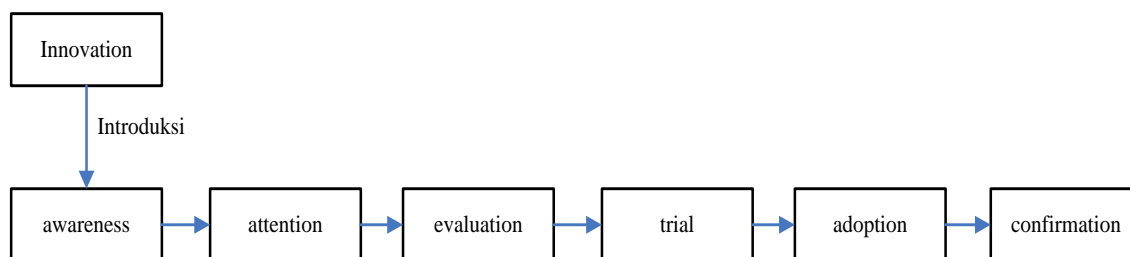 Innovation
Introduksi
awareness
attention
evaluation
trial
adoption
confirmation